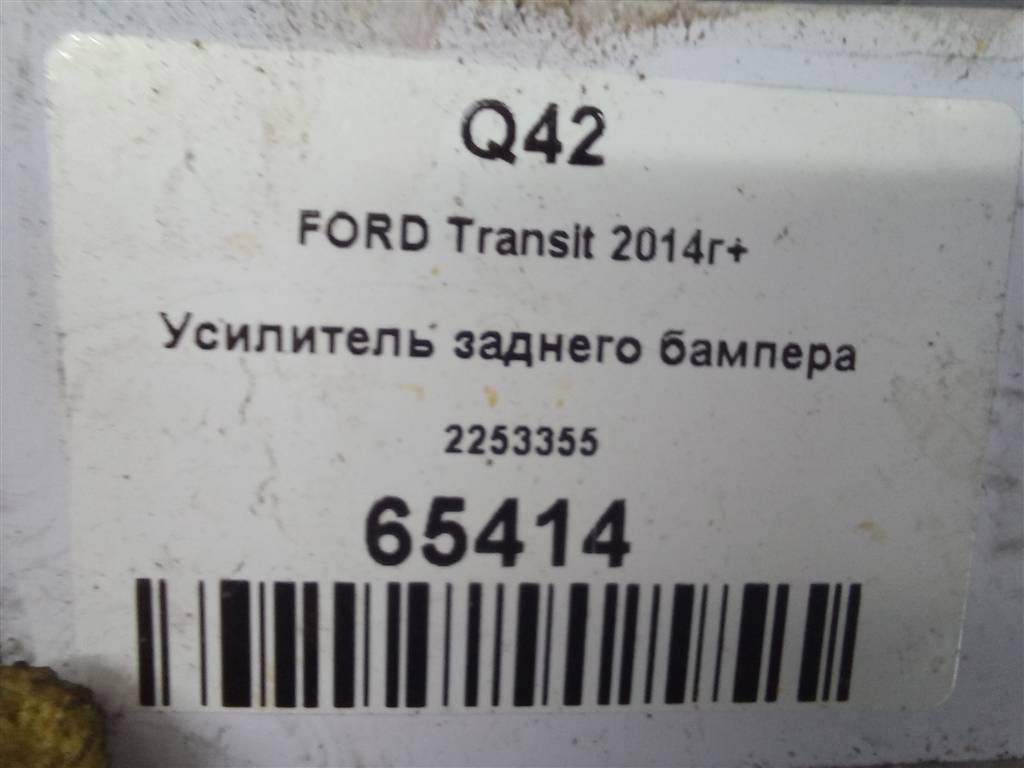 Q42
FORD Transit 2014г+
Усилитель заднего бампера
2253355
65414